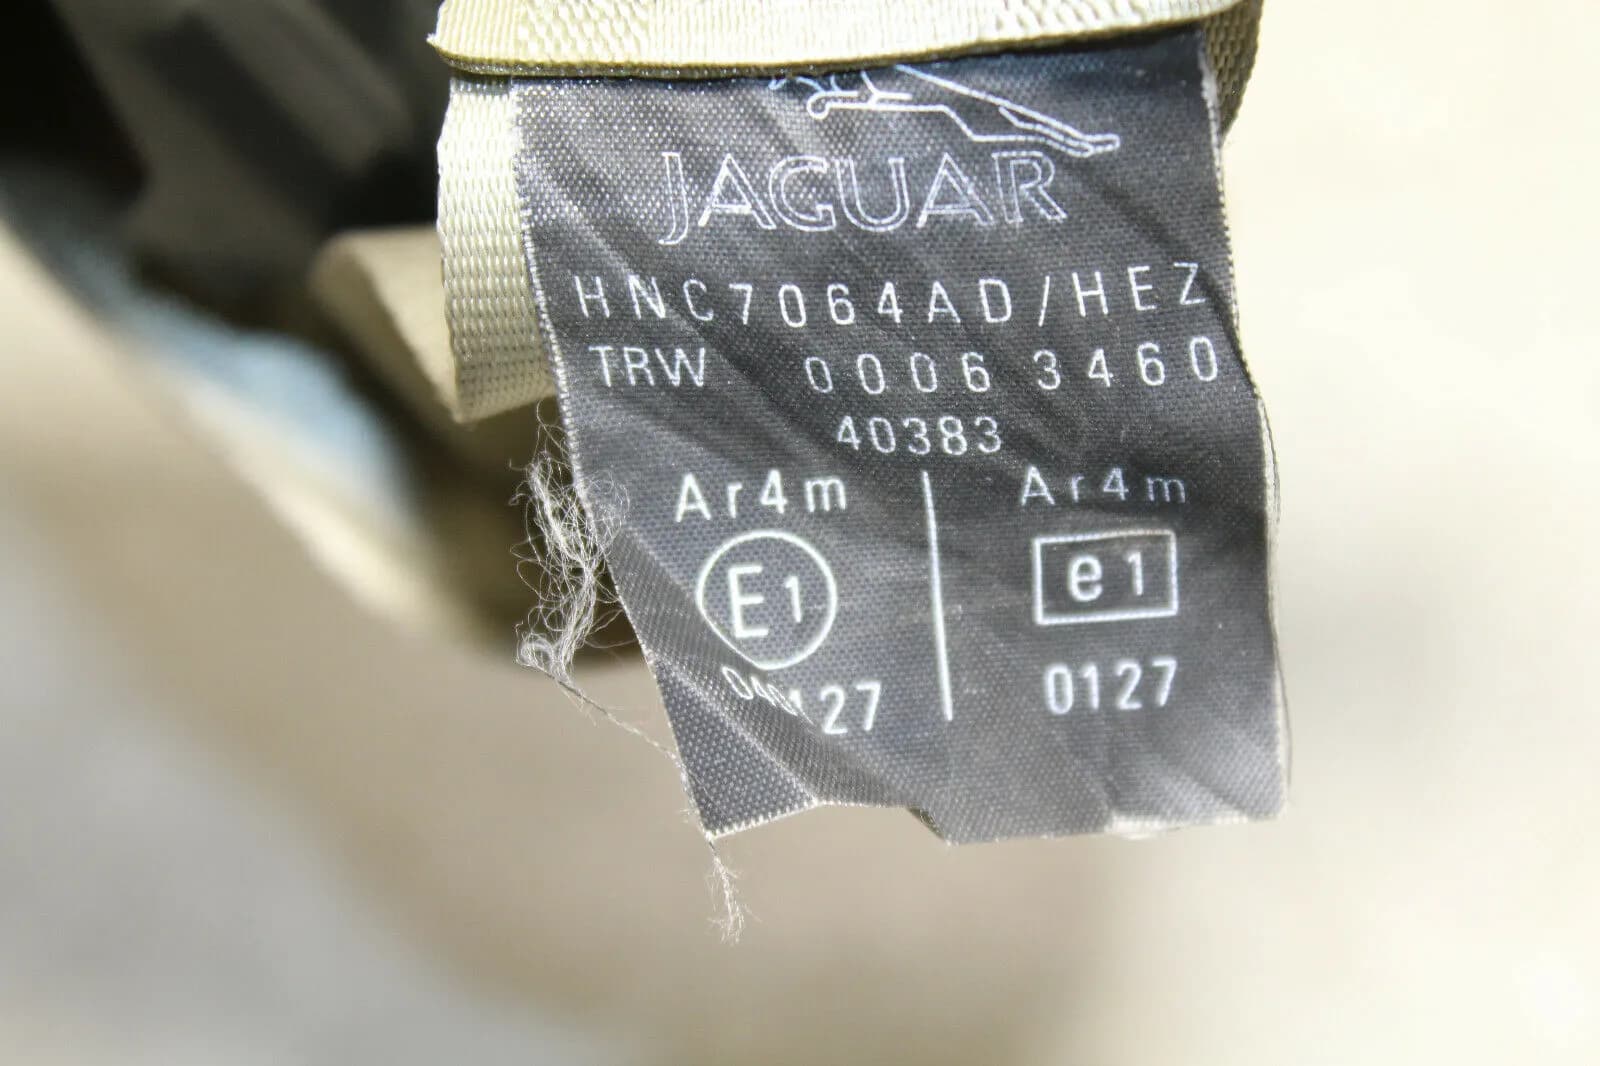 JAGUAR
HNC7064AD/HEZ
TRW 00063460
40383
Ar4m Ar4m
E1 e1
0127